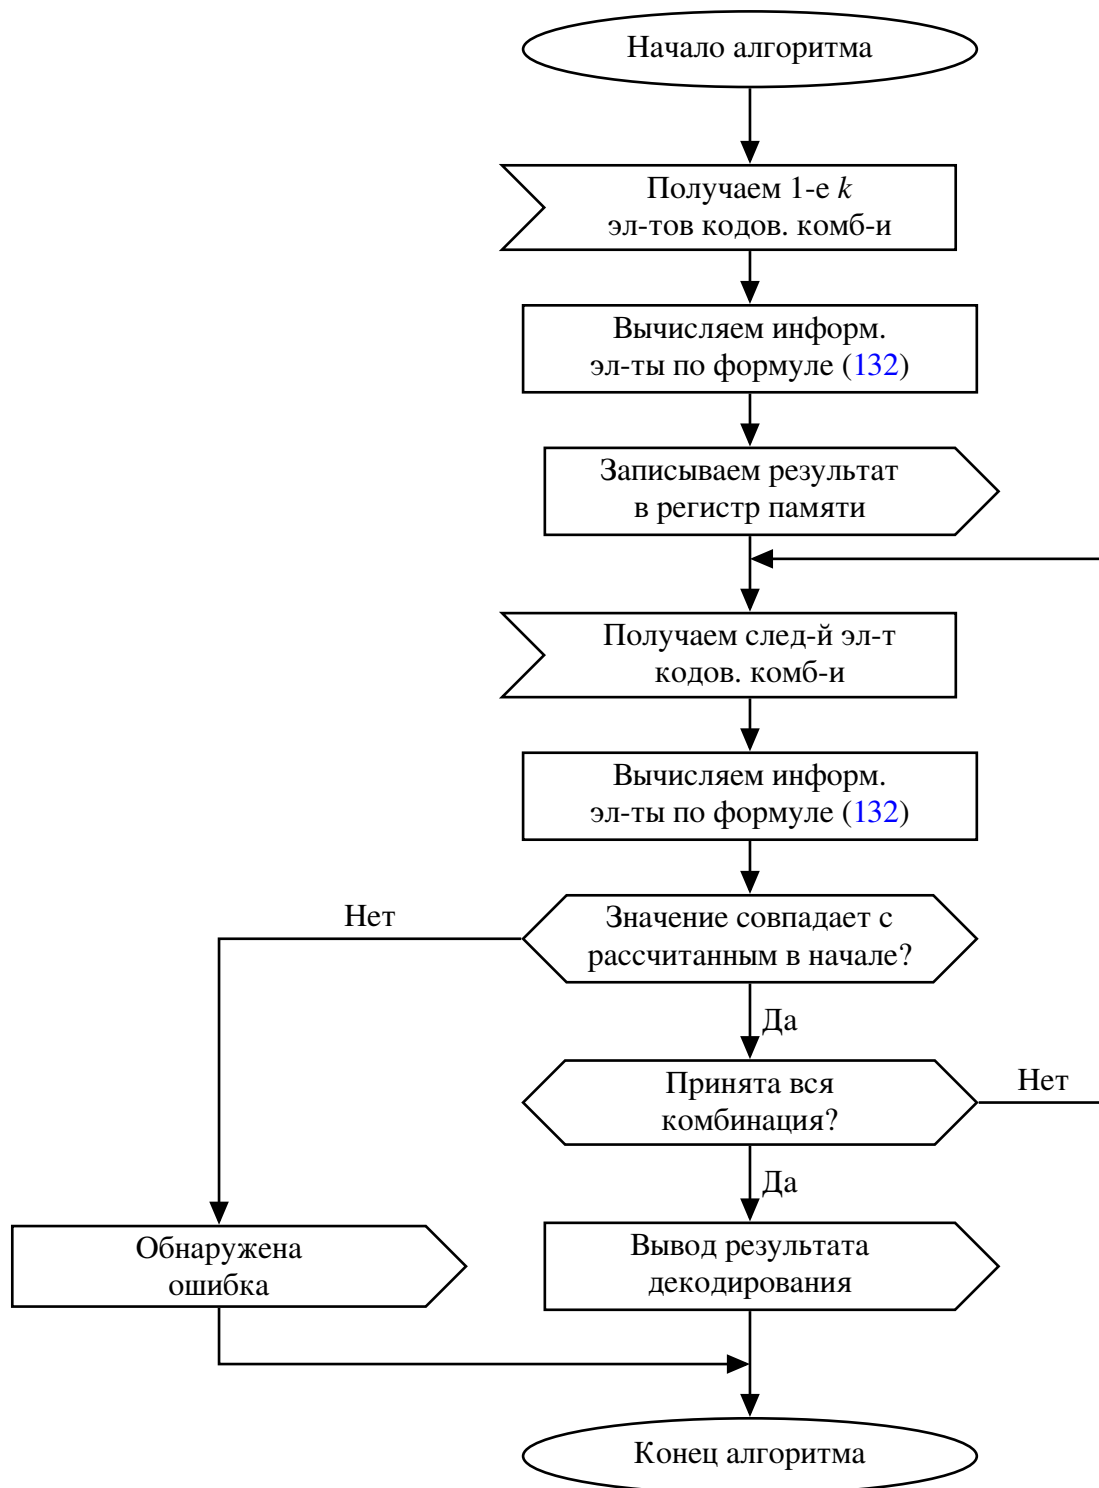 Начало алгоритма
Получаем 1-е k
эл-тов кодов. комб-и
Вычисляем информ.
эл-ты по формуле (132)
Записываем результат
в регистр памяти
Получаем след-й эл-т
кодов. комб-и
Вычисляем информ.
эл-ты по формуле (132)
Нет
Значение совпадает с
рассчитанным в начале?
Да
Принята вся
комбинация?
Нет
Да
Обнаружена
ошибка
Вывод результата
декодирования
Конец алгоритма